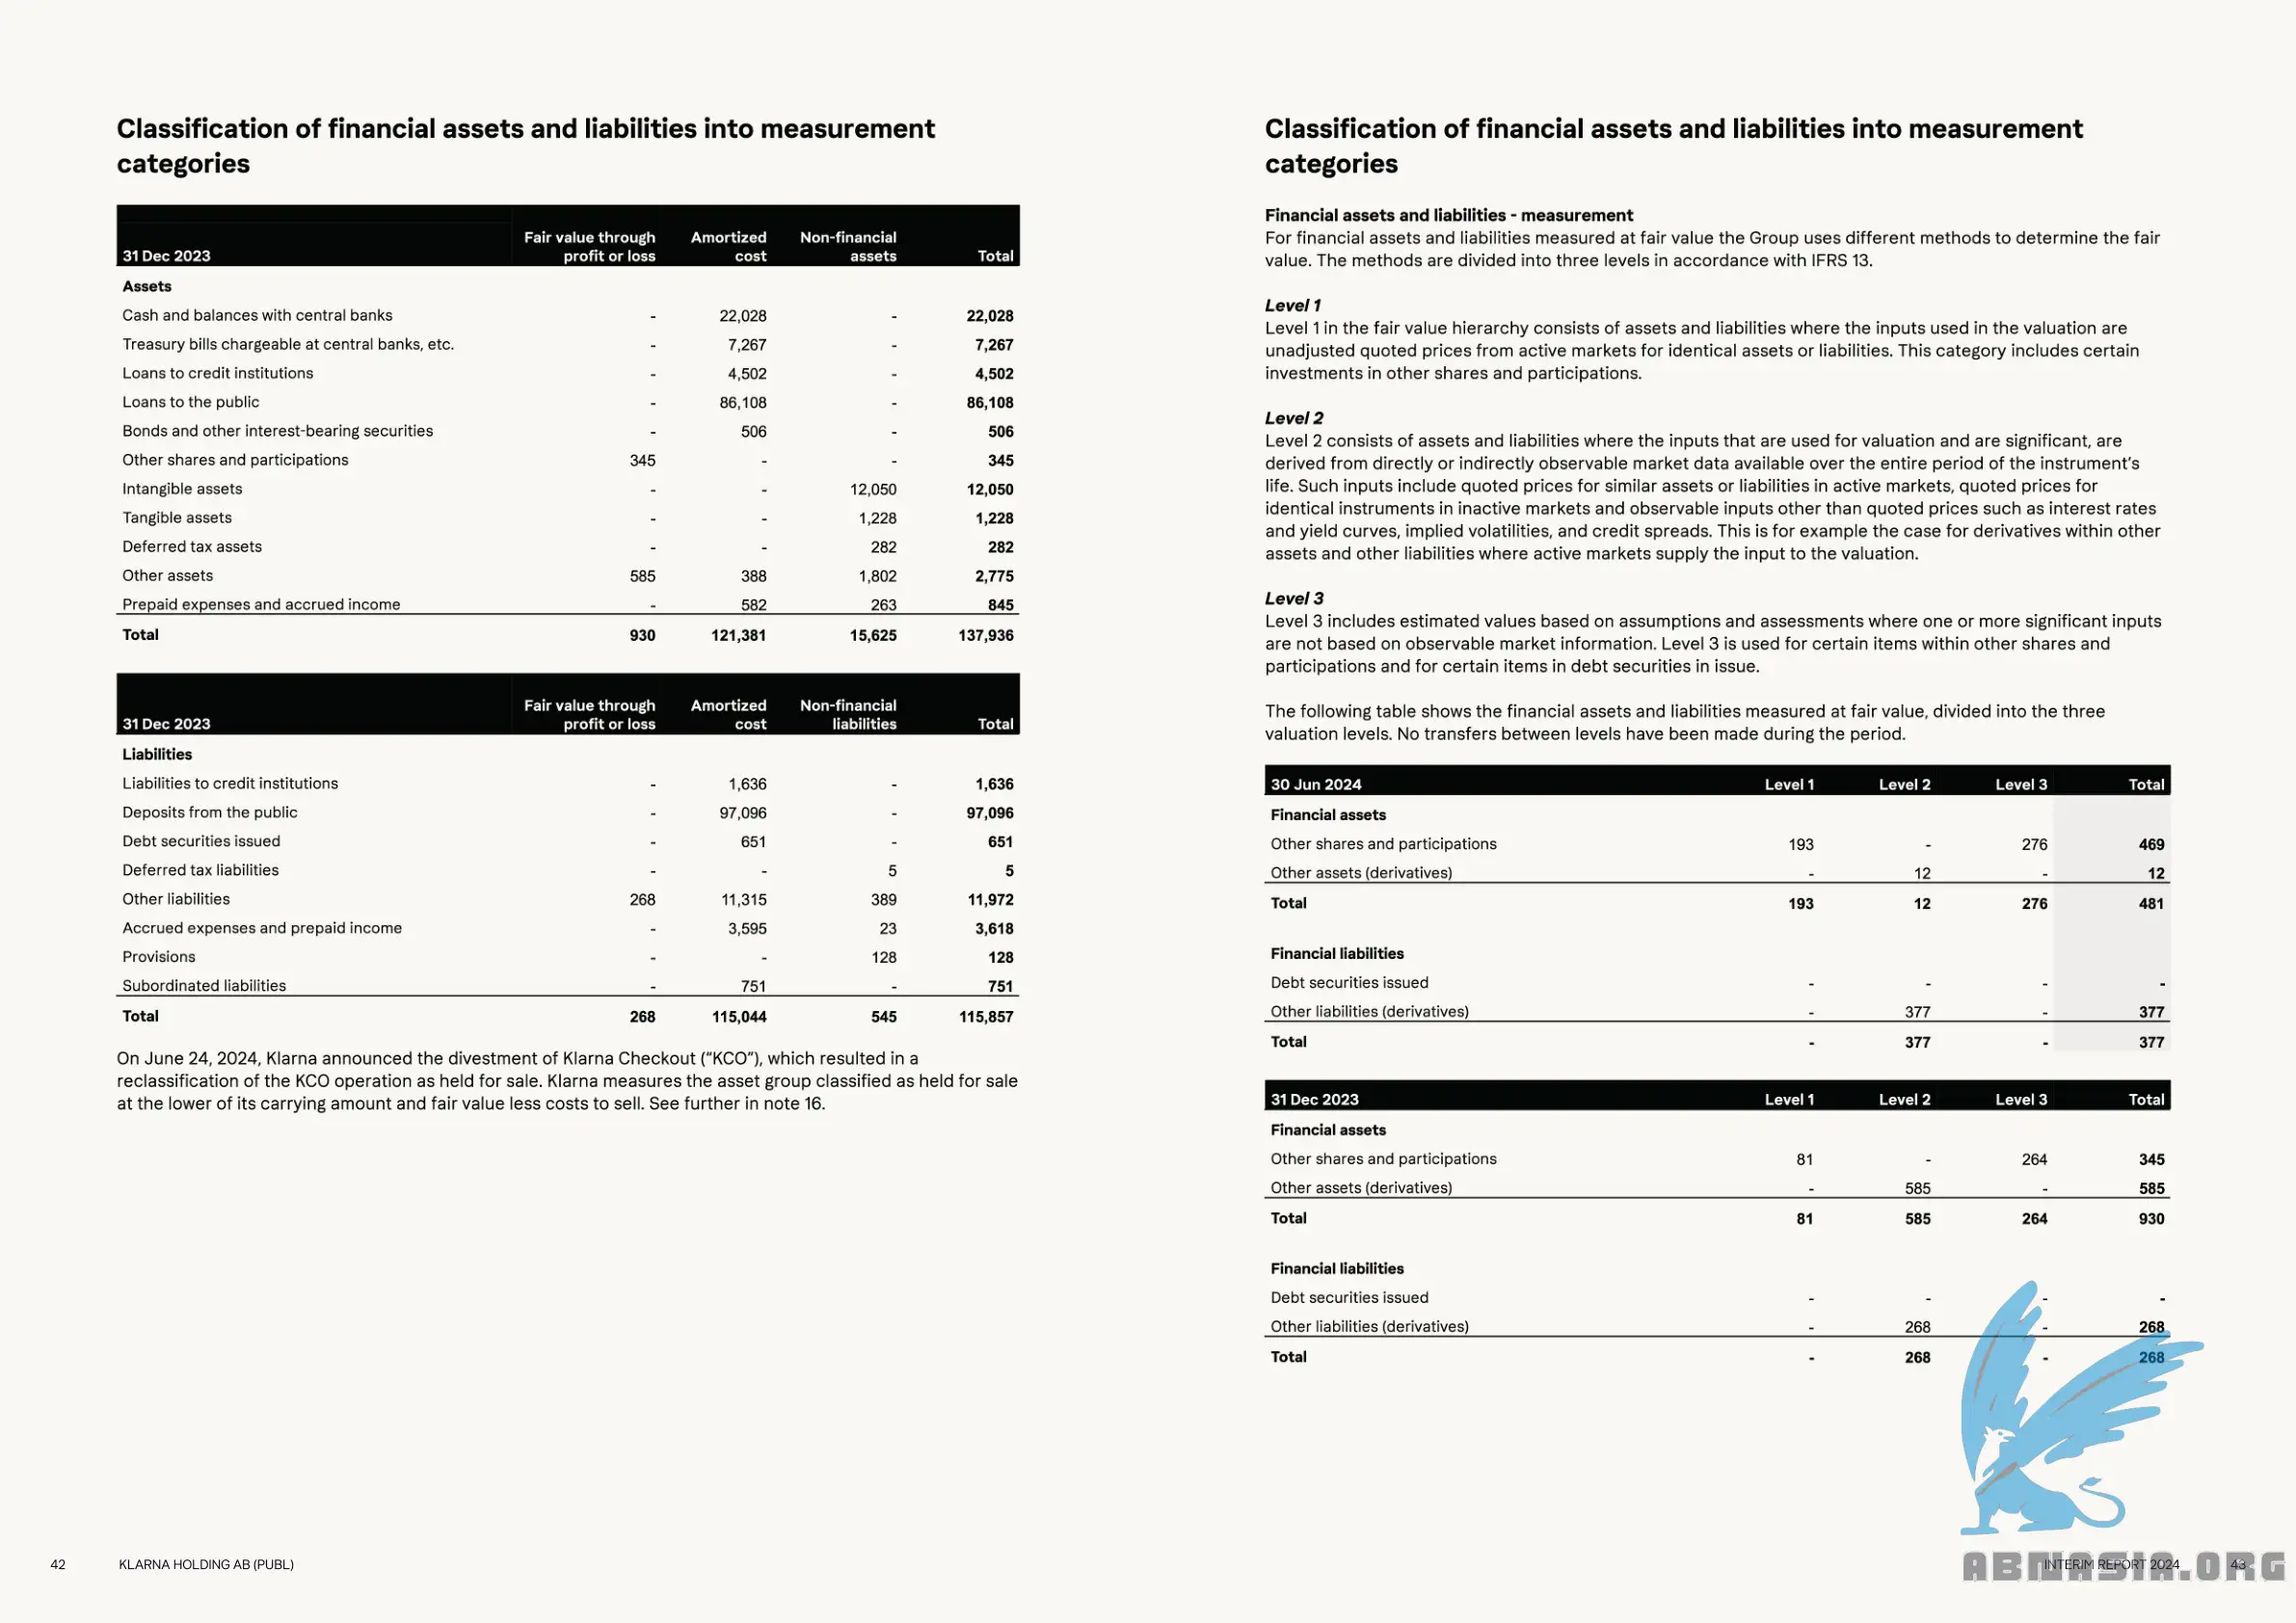 Classification of financial assets and liabilities into measurement
categories
31 Dec 2023 Fair value through profit or loss Amortized cost Non-financial assets Total
Assets
Cash and balances with central banks - 22,028 - 22,028
Treasury bills chargeable at central banks, etc. - 7,267 - 7,267
Loans to credit institutions - 4,502 - 4,502
Loans to the public - 86,108 - 86,108
Bonds and other interest-bearing securities - 506 - 506
Other shares and participations 345 - - 345
Intangible assets - - 12,050 12,050
Tangible assets - - 1,228 1,228
Deferred tax assets - - 282 282
Other assets 585 388 1,802 2,775
Prepaid expenses and accrued income - 582 263 845
Total 930 121,381 15,625 137,936
31 Dec 2023 Fair value through profit or loss Amortized cost Non-financial liabilities Total
Liabilities
Liabilities to credit institutions - 1,636 - 1,636
Deposits from the public - 97,096 - 97,096
Debt securities issued - 651 - 651
Deferred tax liabilities - - 5 5
Other liabilities 268 11,315 389 11,972
Accrued expenses and prepaid income - 3,595 23 3,618
Provisions - - 128 128
Subordinated liabilities - 751 - 751
Total 268 115,044 545 115,857
On June 24, 2024, Klarna announced the divestment of Klarna Checkout (“KCO”), which resulted in a
reclassification of the KCO operation as held for sale. Klarna measures the asset group classified as held for sale
at the lower of its carrying amount and fair value less costs to sell. See further in note 16.
42 KLARNA HOLDING AB (PUBL)
Classification of financial assets and liabilities into measurement
categories
Financial assets and liabilities - measurement
For financial assets and liabilities measured at fair value the Group uses different methods to determine the fair
value. The methods are divided into three levels in accordance with IFRS 13.
Level 1
Level 1 in the fair value hierarchy consists of assets and liabilities where the inputs used in the valuation are
unadjusted quoted prices from active markets for identical assets or liabilities. This category includes certain
investments in other shares and participations.
Level 2
Level 2 consists of assets and liabilities where the inputs that are used for valuation and are significant, are
derived from directly or indirectly observable market data available over the entire period of the instrument’s
life. Such inputs include quoted prices for similar assets or liabilities in active markets, quoted prices for
identical instruments in inactive markets and observable inputs other than quoted prices such as interest rates
and yield curves, implied volatilities, and credit spreads. This is for example the case for derivatives within other
assets and other liabilities where active markets supply the input to the valuation.
Level 3
Level 3 includes estimated values based on assumptions and assessments where one or more significant inputs
are not based on observable market information. Level 3 is used for certain items within other shares and
participations and for certain items in debt securities in issue.
The following table shows the financial assets and liabilities measured at fair value, divided into the three
valuation levels. No transfers between levels have been made during the period.
30 Jun 2024 Level 1 Level 2 Level 3 Total
Financial assets
Other shares and participations 193 - 276 469
Other assets (derivatives) - 12 - 12
Total 193 12 276 481
Financial liabilities
Debt securities issued - - - -
Other liabilities (derivatives) - 377 - 377
Total - 377 - 377
31 Dec 2023 Level 1 Level 2 Level 3 Total
Financial assets
Other shares and participations 81 - 264 345
Other assets (derivatives) - 585 - 585
Total 81 585 264 930
Financial liabilities
Debt securities issued - - - -
Other liabilities (derivatives) - 268 - 268
Total - 268 - 268
INTERIM REPORT 2024 43
ABNASIA.ORG